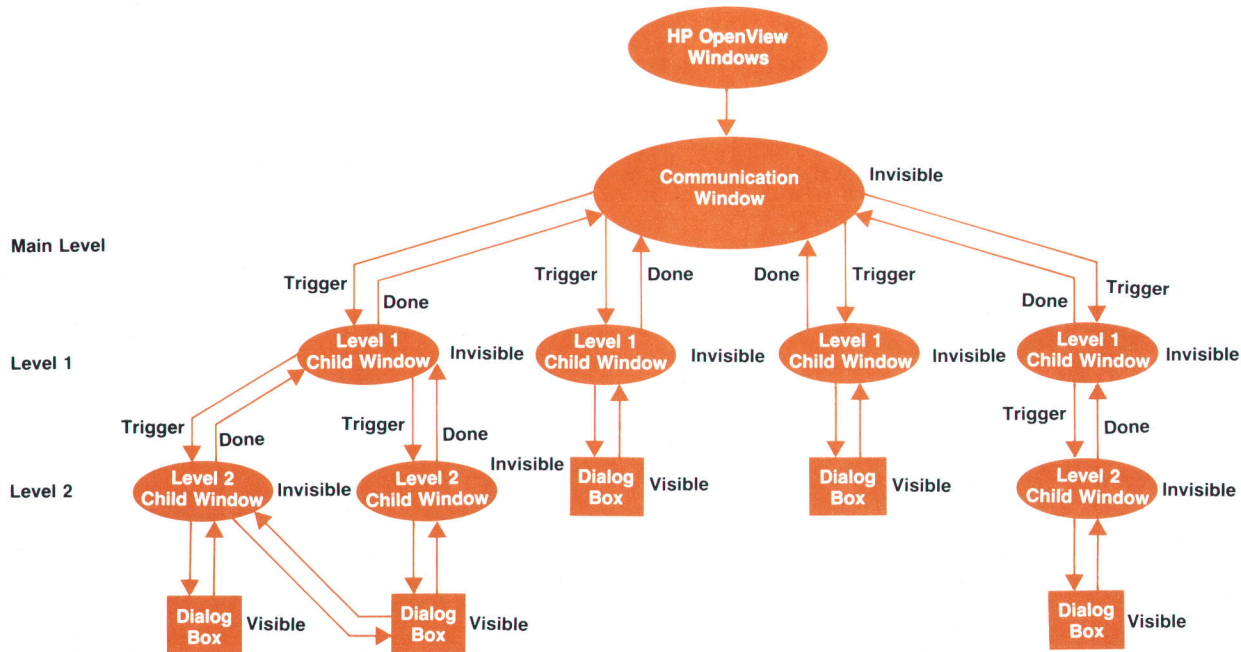 HP OpenView
Windows
Communication
Window
Invisible
Main Level
Trigger
Done
Trigger
Done
Done
Trigger
Done
Trigger
Level 1
Level 1
Child Window
Invisible
Level 1
Child Window
Invisible
Level 1
Child Window
Invisible
Level 1
Child Window
Invisible
Trigger
Done
Trigger
Done
Trigger
Done
Level 2
Level 2
Child Window
Invisible
Level 2
Child Window
Invisible
Dialog
Box
Visible
Dialog
Box
Visible
Level 2
Child Window
Invisible
Dialog
Box
Visible
Dialog
Box
Visible
Dialog
Box
Visible